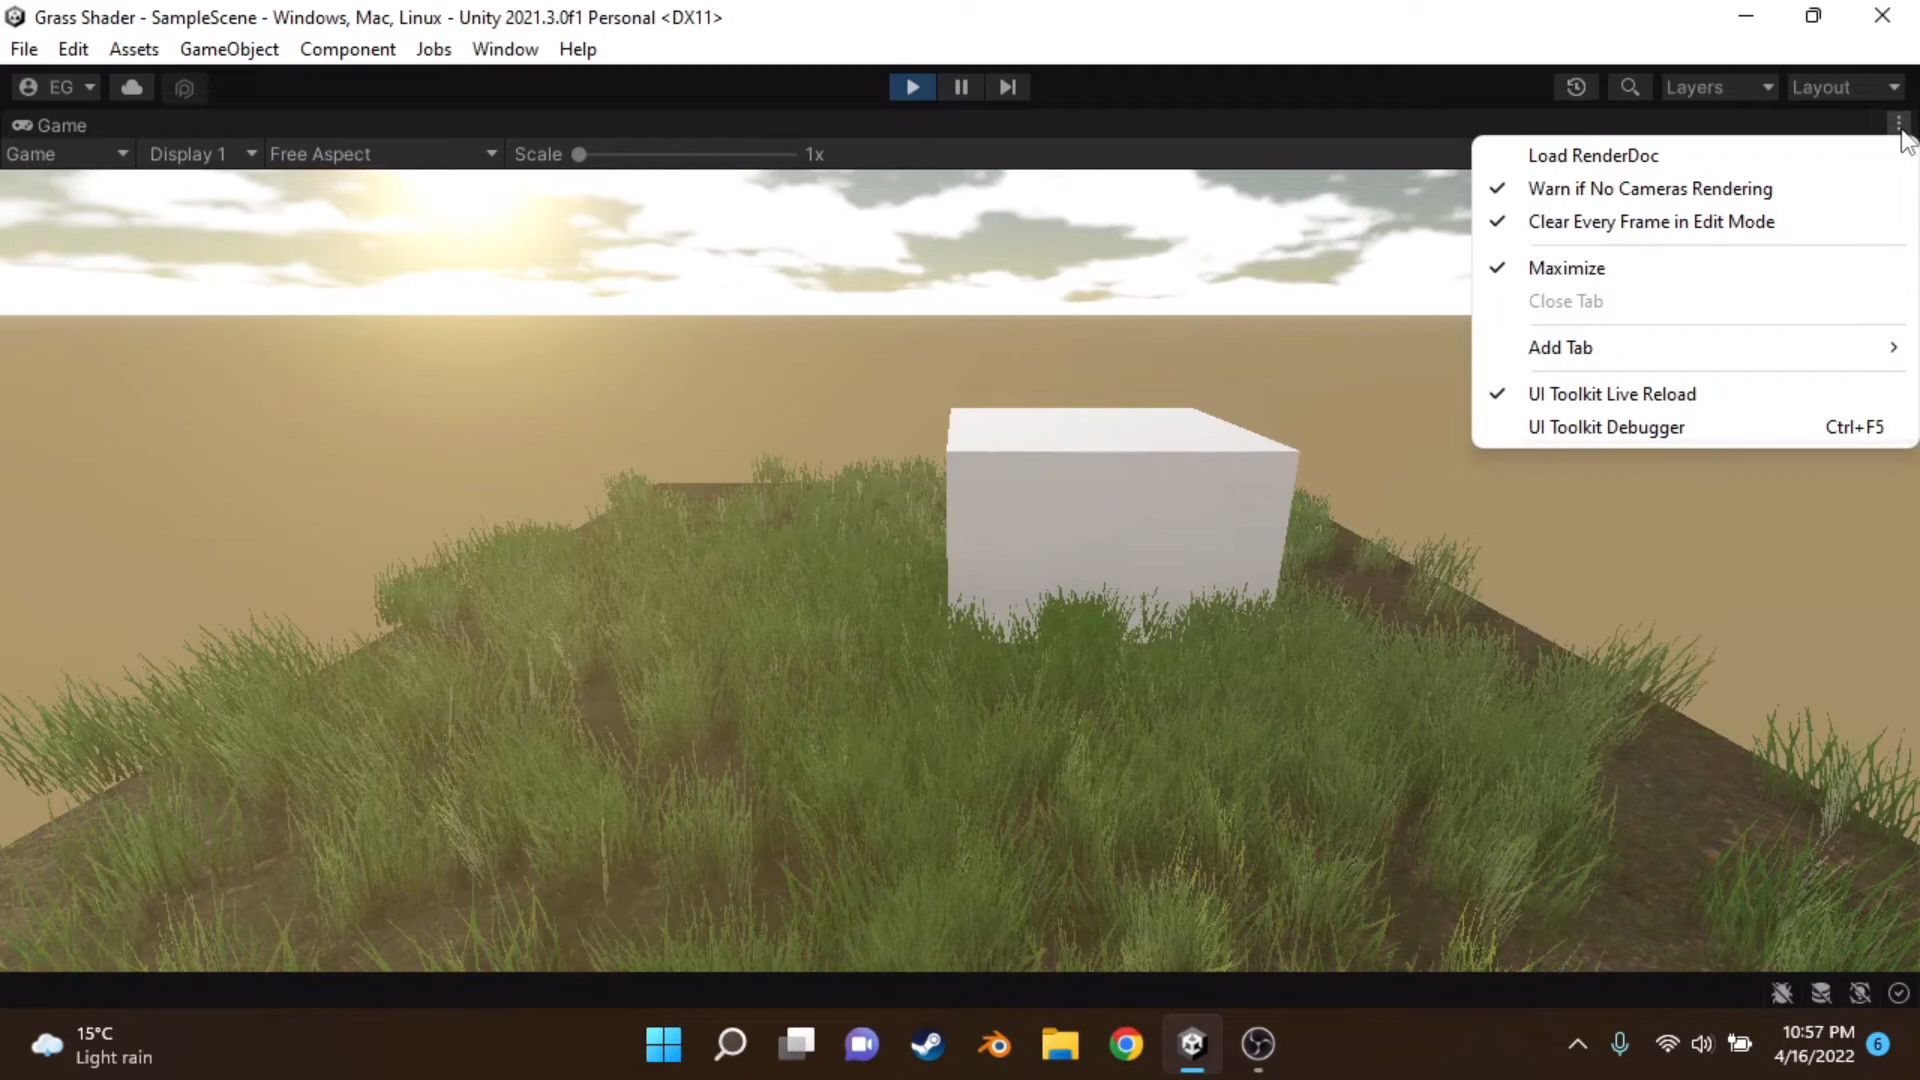 Grass Shader - SampleScene - Windows, Mac, Linux - Unity 2021.3.0f1 Personal <DX11>
File Edit Assets GameObject Component Jobs Window Help
EG Layers Layout
Game
Game Display 1 Free Aspect Scale 1x
Load RenderDoc
Warn if No Cameras Rendering
Clear Every Frame in Edit Mode
Maximize
Close Tab
Add Tab
UI Toolkit Live Reload
UI Toolkit Debugger Ctrl+F5
15°C
Light rain
10:57 PM
4/16/2022
6